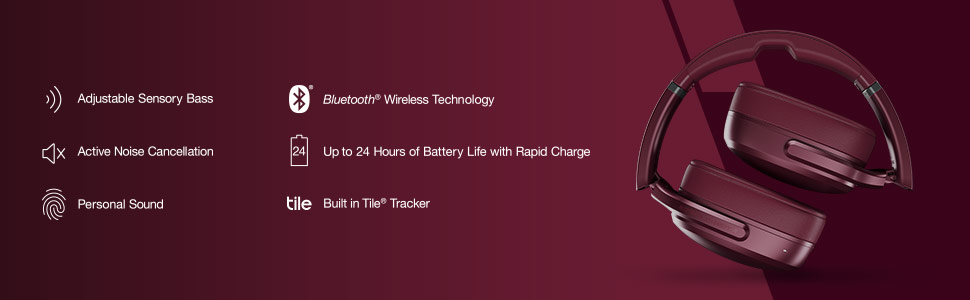 Adjustable Sensory Bass
Active Noise Cancellation
Personal Sound
®
Bluetooth® Wireless Technology
24
Up to 24 Hours of Battery Life with Rapid Charge
tile
Built in Tile® Tracker